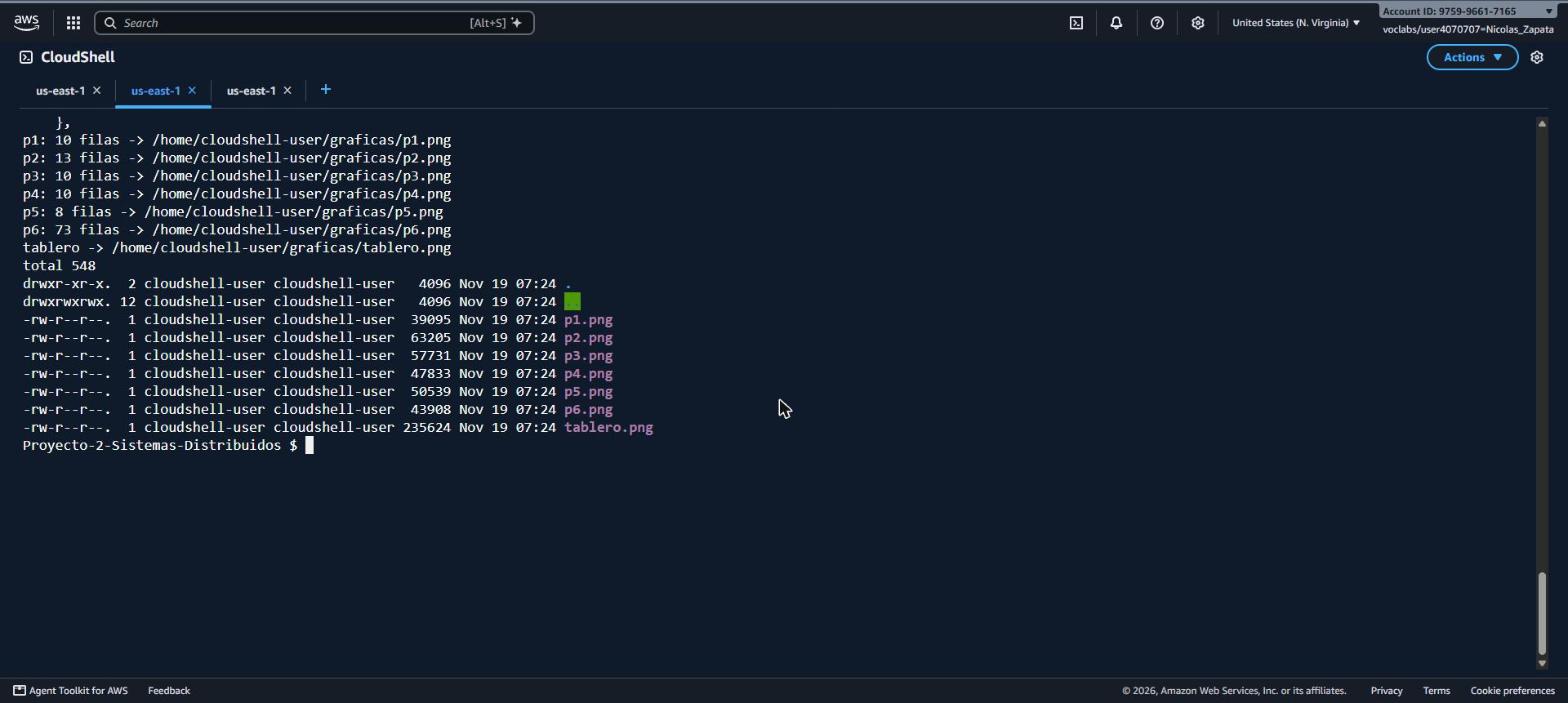 aws
Search [Alt+S]
United States (N. Virginia) ▼
Account ID: 9759-9661-7165 ▼
voclabs/user4070707=Nicolas_Zapata
CloudShell
Actions ▼
us-east-1 × us-east-1 × us-east-1 × +
},
p1: 10 filas -> /home/cloudshell-user/graficas/p1.png
p2: 13 filas -> /home/cloudshell-user/graficas/p2.png
p3: 10 filas -> /home/cloudshell-user/graficas/p3.png
p4: 10 filas -> /home/cloudshell-user/graficas/p4.png
p5: 8 filas -> /home/cloudshell-user/graficas/p5.png
p6: 73 filas -> /home/cloudshell-user/graficas/p6.png
tablero -> /home/cloudshell-user/graficas/tablero.png
total 548
drwxr-xr-x.  2 cloudshell-user cloudshell-user   4096 Nov 19 07:24 .
drwxrwxrwx. 12 cloudshell-user cloudshell-user   4096 Nov 19 07:24 ..
-rw-r--r--.  1 cloudshell-user cloudshell-user  39095 Nov 19 07:24 p1.png
-rw-r--r--.  1 cloudshell-user cloudshell-user  63205 Nov 19 07:24 p2.png
-rw-r--r--.  1 cloudshell-user cloudshell-user  57731 Nov 19 07:24 p3.png
-rw-r--r--.  1 cloudshell-user cloudshell-user  47833 Nov 19 07:24 p4.png
-rw-r--r--.  1 cloudshell-user cloudshell-user  50539 Nov 19 07:24 p5.png
-rw-r--r--.  1 cloudshell-user cloudshell-user  43908 Nov 19 07:24 p6.png
-rw-r--r--.  1 cloudshell-user cloudshell-user 235624 Nov 19 07:24 tablero.png
Proyecto-2-Sistemas-Distribuidos $
Agent Toolkit for AWS Feedback © 2026, Amazon Web Services, Inc. or its affiliates. Privacy Terms Cookie preferences